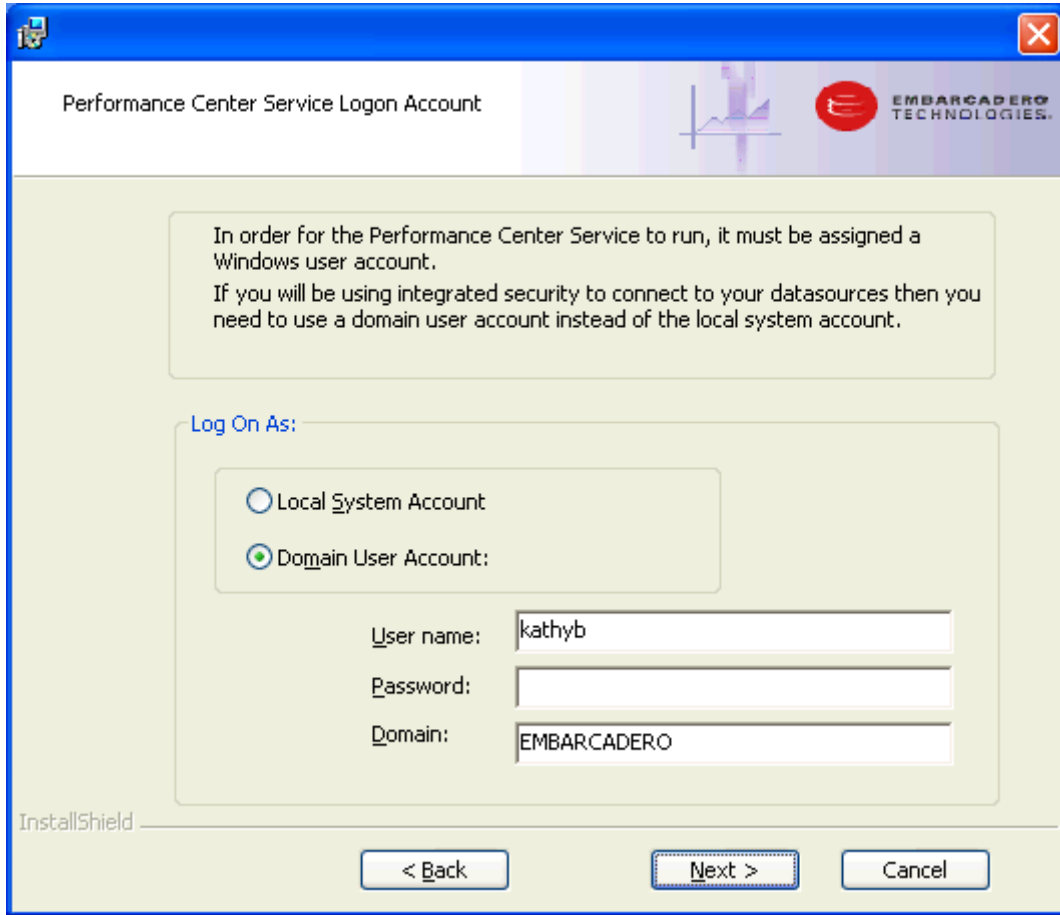 Performance Center Service Logon Account
EMBARCADERO
TECHNOLOGIES.
In order for the Performance Center Service to run, it must be assigned a
Windows user account.
If you will be using integrated security to connect to your datasources then you
need to use a domain user account instead of the local system account.
Log On As:
Local System Account
Domain User Account:
User name:
kathyb
Password:
Domain:
EMBARCADERO
InstallShield
< Back
Next >
Cancel